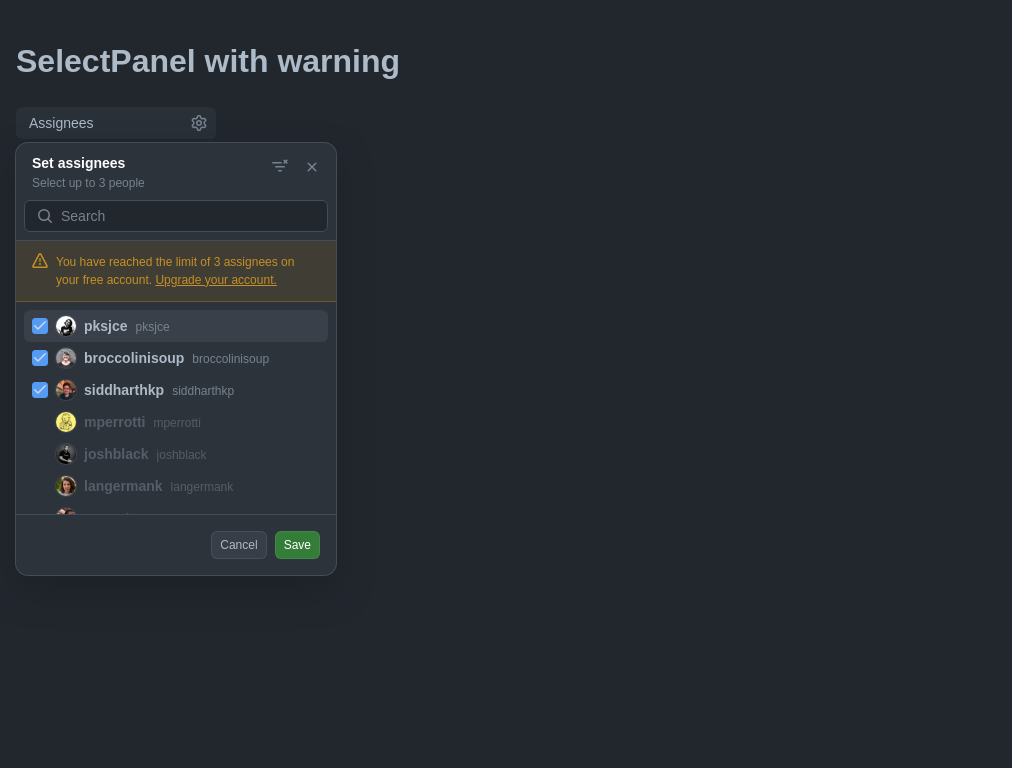 SelectPanel with warning
Assignees
Set assignees
Select up to 3 people
Search
You have reached the limit of 3 assignees on
your free account. Upgrade your account.
pksjce pksjce
broccolinisoup broccolinisoup
siddharthkp siddharthkp
mperrotti mperrotti
joshblack joshblack
langermank langermank
Cancel Save